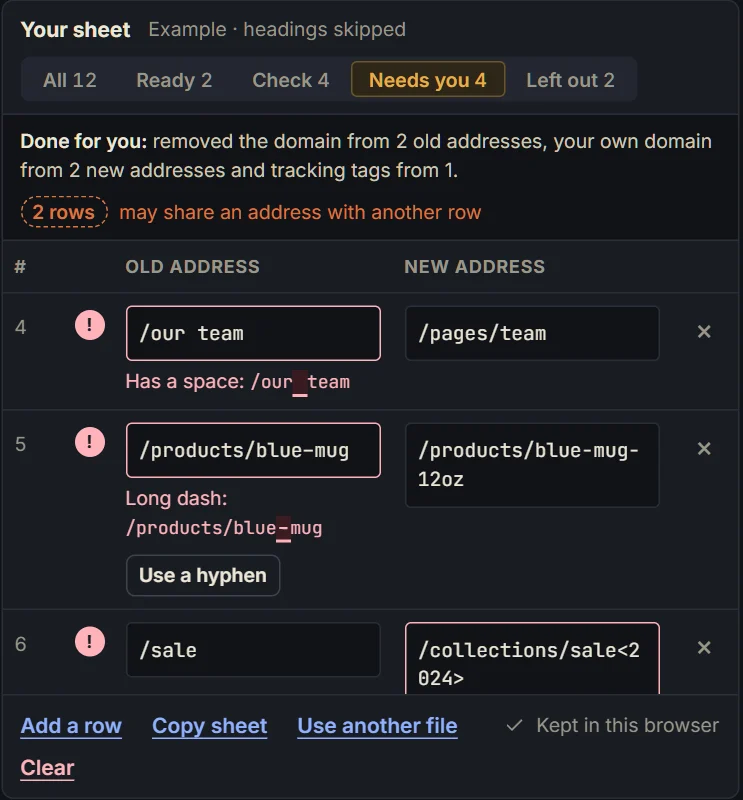 Your sheet Example · headings skipped
All 12 Ready 2 Check 4 Needs you 4 Left out 2
Done for you: removed the domain from 2 old addresses, your own domain
from 2 new addresses and tracking tags from 1.
2 rows may share an address with another row
# OLD ADDRESS NEW ADDRESS
4 ! /our team /pages/team ×
Has a space: /our team
5 ! /products/blue–mug /products/blue-mug-
12oz ×
Long dash:
/products/blue–mug
Use a hyphen
6 ! /sale /collections/sale<2
024> ×
Add a row Copy sheet Use another file ✓ Kept in this browser
Clear